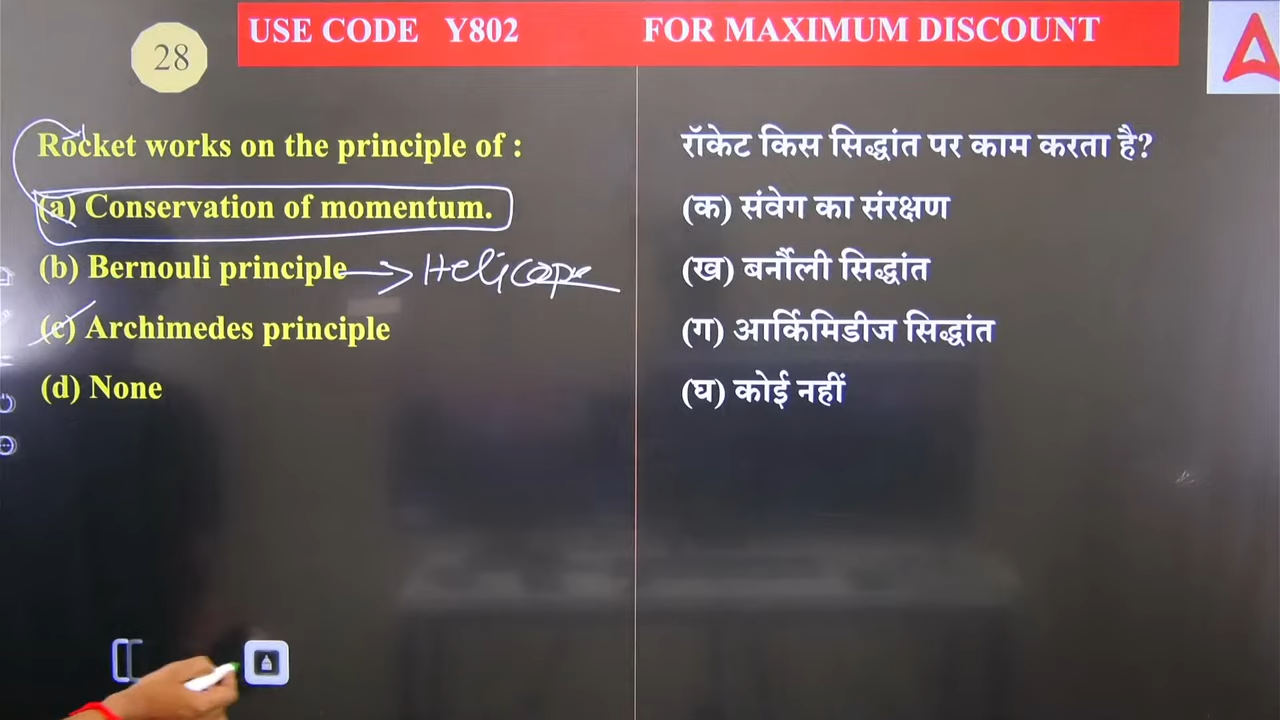 USE CODE Y802 FOR MAXIMUM DISCOUNT
28
Rocket works on the principle of :
(a) Conservation of momentum.
(b) Bernouli principle
(c) Archimedes principle
(d) None
रॉकेट किस सिद्धांत पर काम करता है?
(क) संवेग का संरक्षण
(ख) बर्नौली सिद्धांत
(ग) आर्किमिडीज सिद्धांत
(घ) कोई नहीं